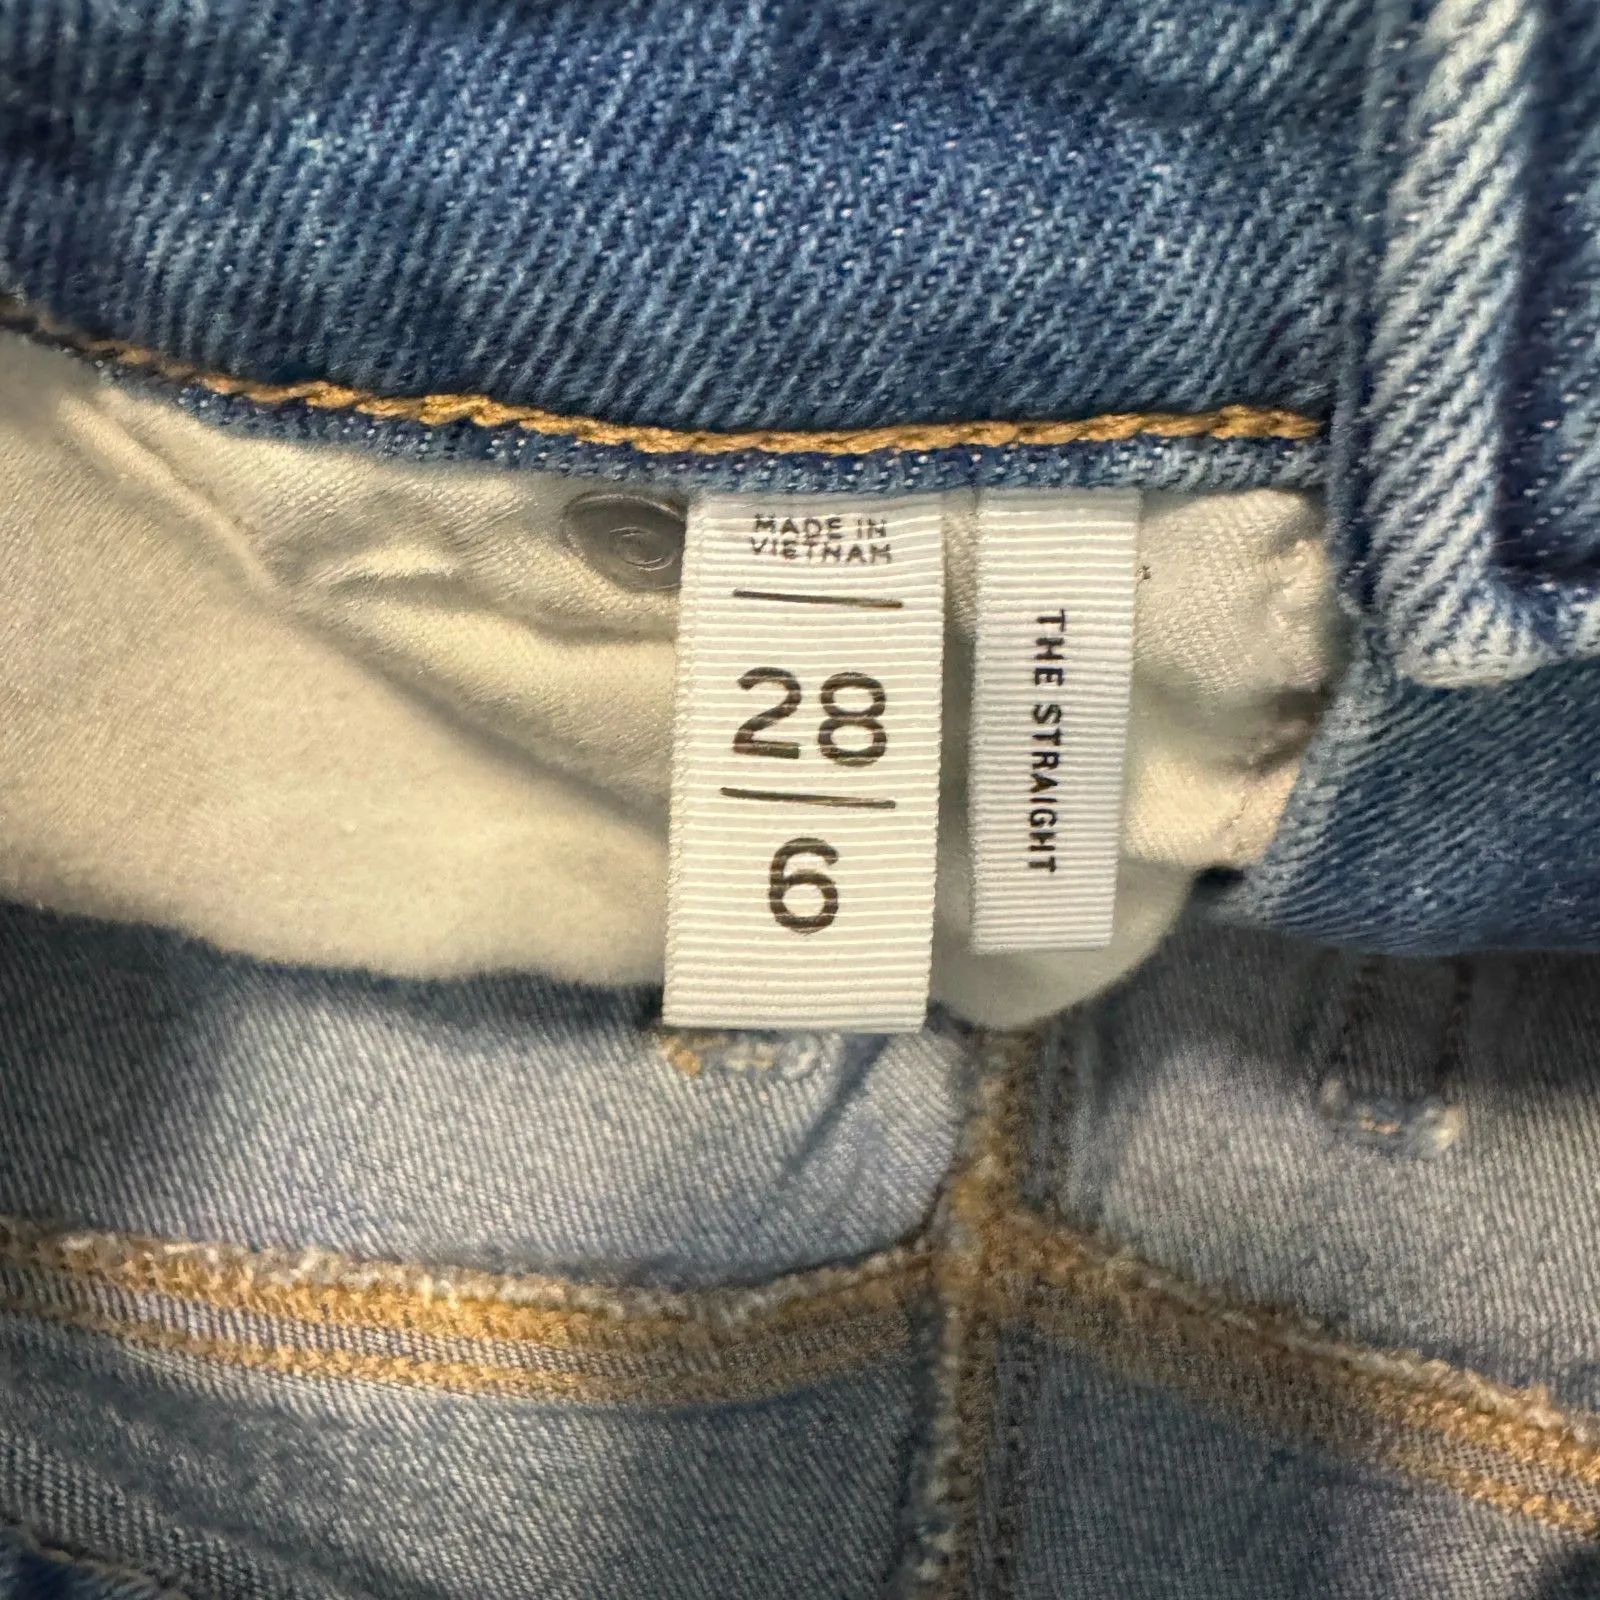 MADE IN
VIETNAM
28
6
THE STRAIGHT